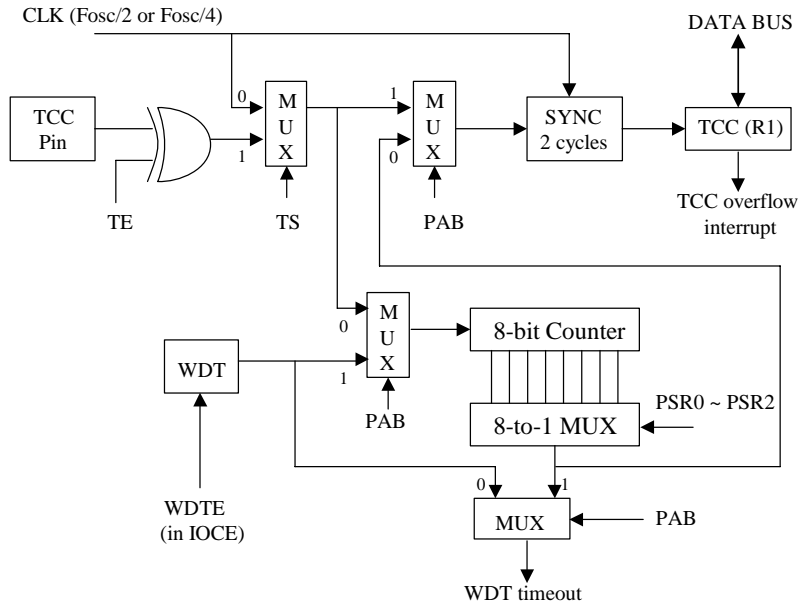 CLK (Fosc/2 or Fosc/4)
DATA BUS
TCC
Pin
0
1
M
U
X
1
0
M
U
X
SYNC
2 cycles
TCC (R1)
TE
TS
PAB
TCC overflow
interrupt
0
1
M
U
X
8-bit Counter
WDT
PAB
8-to-1 MUX
PSR0 ~ PSR2
WDTE
(in IOCE)
0
1
MUX
PAB
WDT timeout